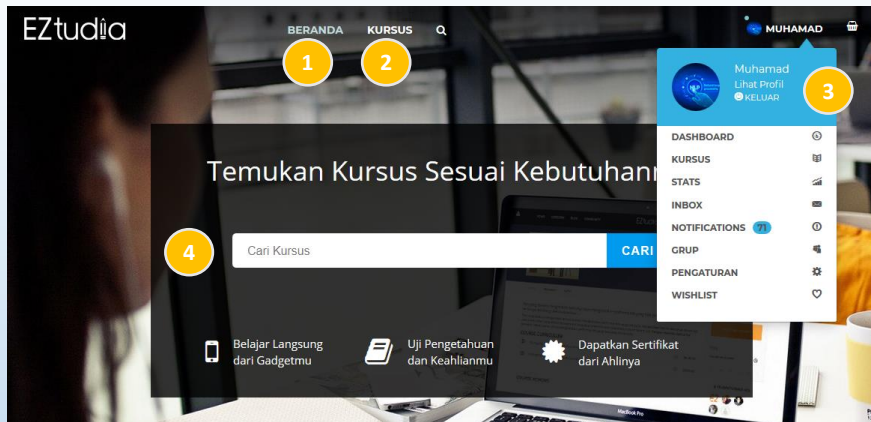 EZtudia
BERANDA KURSUS
MUHAMAD
1
2
Muhamad
Lihat Profil
KELUAR
3
DASHBOARD
KURSUS
STATS
INBOX
NOTIFICATIONS 71
GRUP
PENGATURAN
WISHLIST
Temukan Kursus Sesuai Kebutuhan
4
Cari Kursus
CARI
Belajar Langsung
dari Gadgetmu
Uji Pengetahuan
dan Keahlianmu
Dapatkan Sertifikat
dari Ahlinya
MacBook Pro